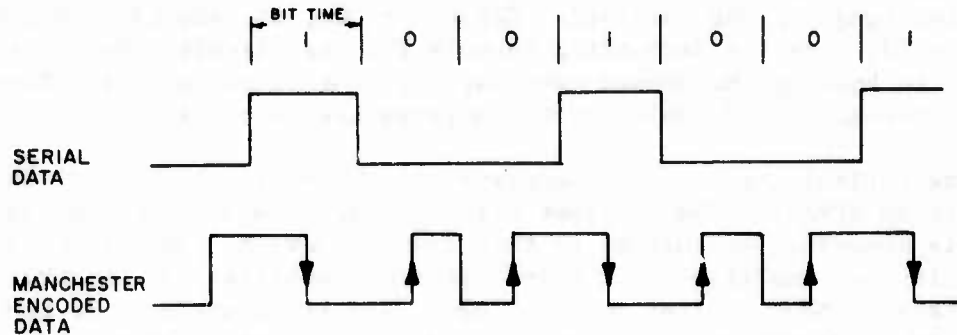 BIT TIME
1 0 0 1 0 0 1
SERIAL
DATA
MANCHESTER
ENCODED
DATA